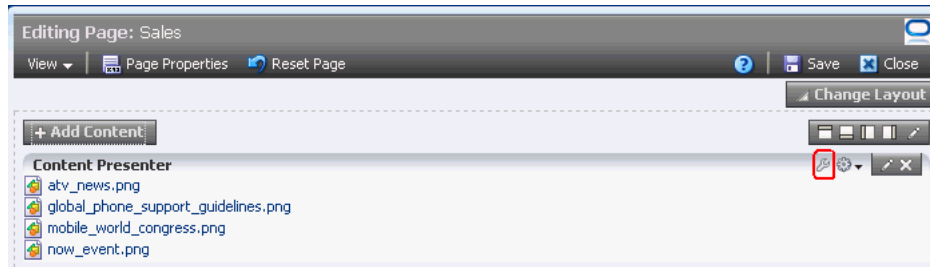 Editing Page: Sales
View Page Properties Reset Page ? Save Close
Change Layout
+ Add Content
Content Presenter
atv_news.png
global_phone_support_guidelines.png
mobile_world_congress.png
now_event.png